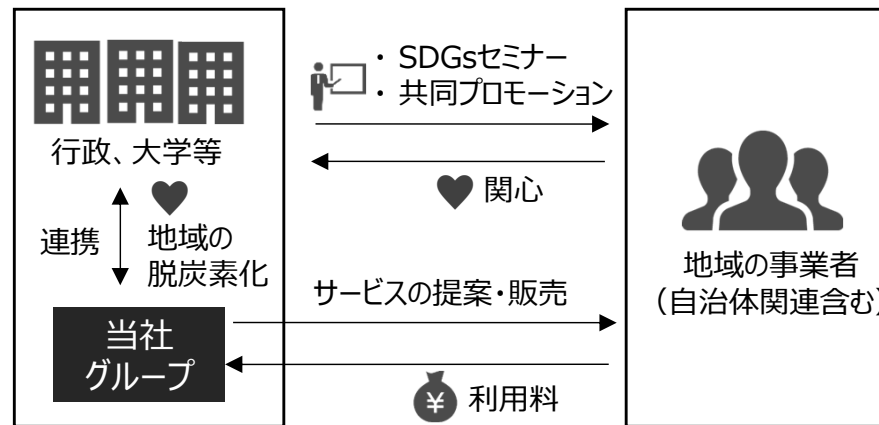 ・ SDGsセミナー
・ 共同プロモーション
行政、大学等
関心
連携
地域の
脱炭素化
サービスの提案・販売
地域の事業者
（自治体関連含む）
当社
グループ
¥ 利用料